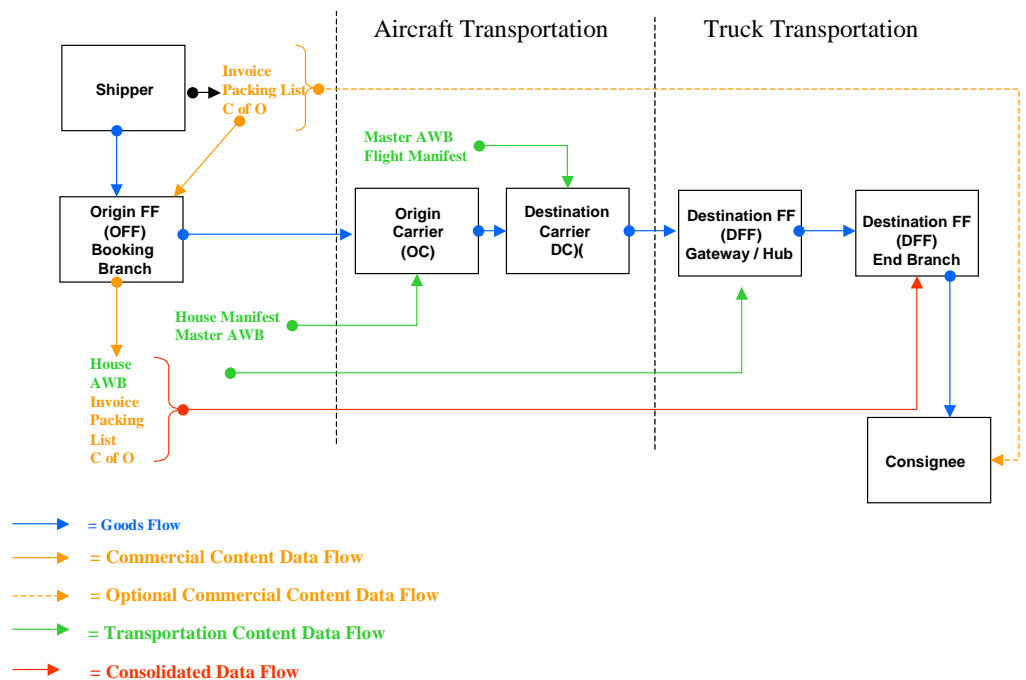 Aircraft Transportation
Truck Transportation
Shipper
Invoice
Packing List
C of O
Master AWB
Flight Manifest
Origin FF
(OFF)
Booking
Branch
Origin
Carrier
(OC)
Destination
Carrier
DC)(
Destination FF
(DFF)
Gateway / Hub
Destination FF
(DFF)
End Branch
House Manifest
Master AWB
House
AWB
Invoice
Packing
List
C of O
Consignee
= Goods Flow
= Commercial Content Data Flow
= Optional Commercial Content Data Flow
= Transportation Content Data Flow
= Consolidated Data Flow